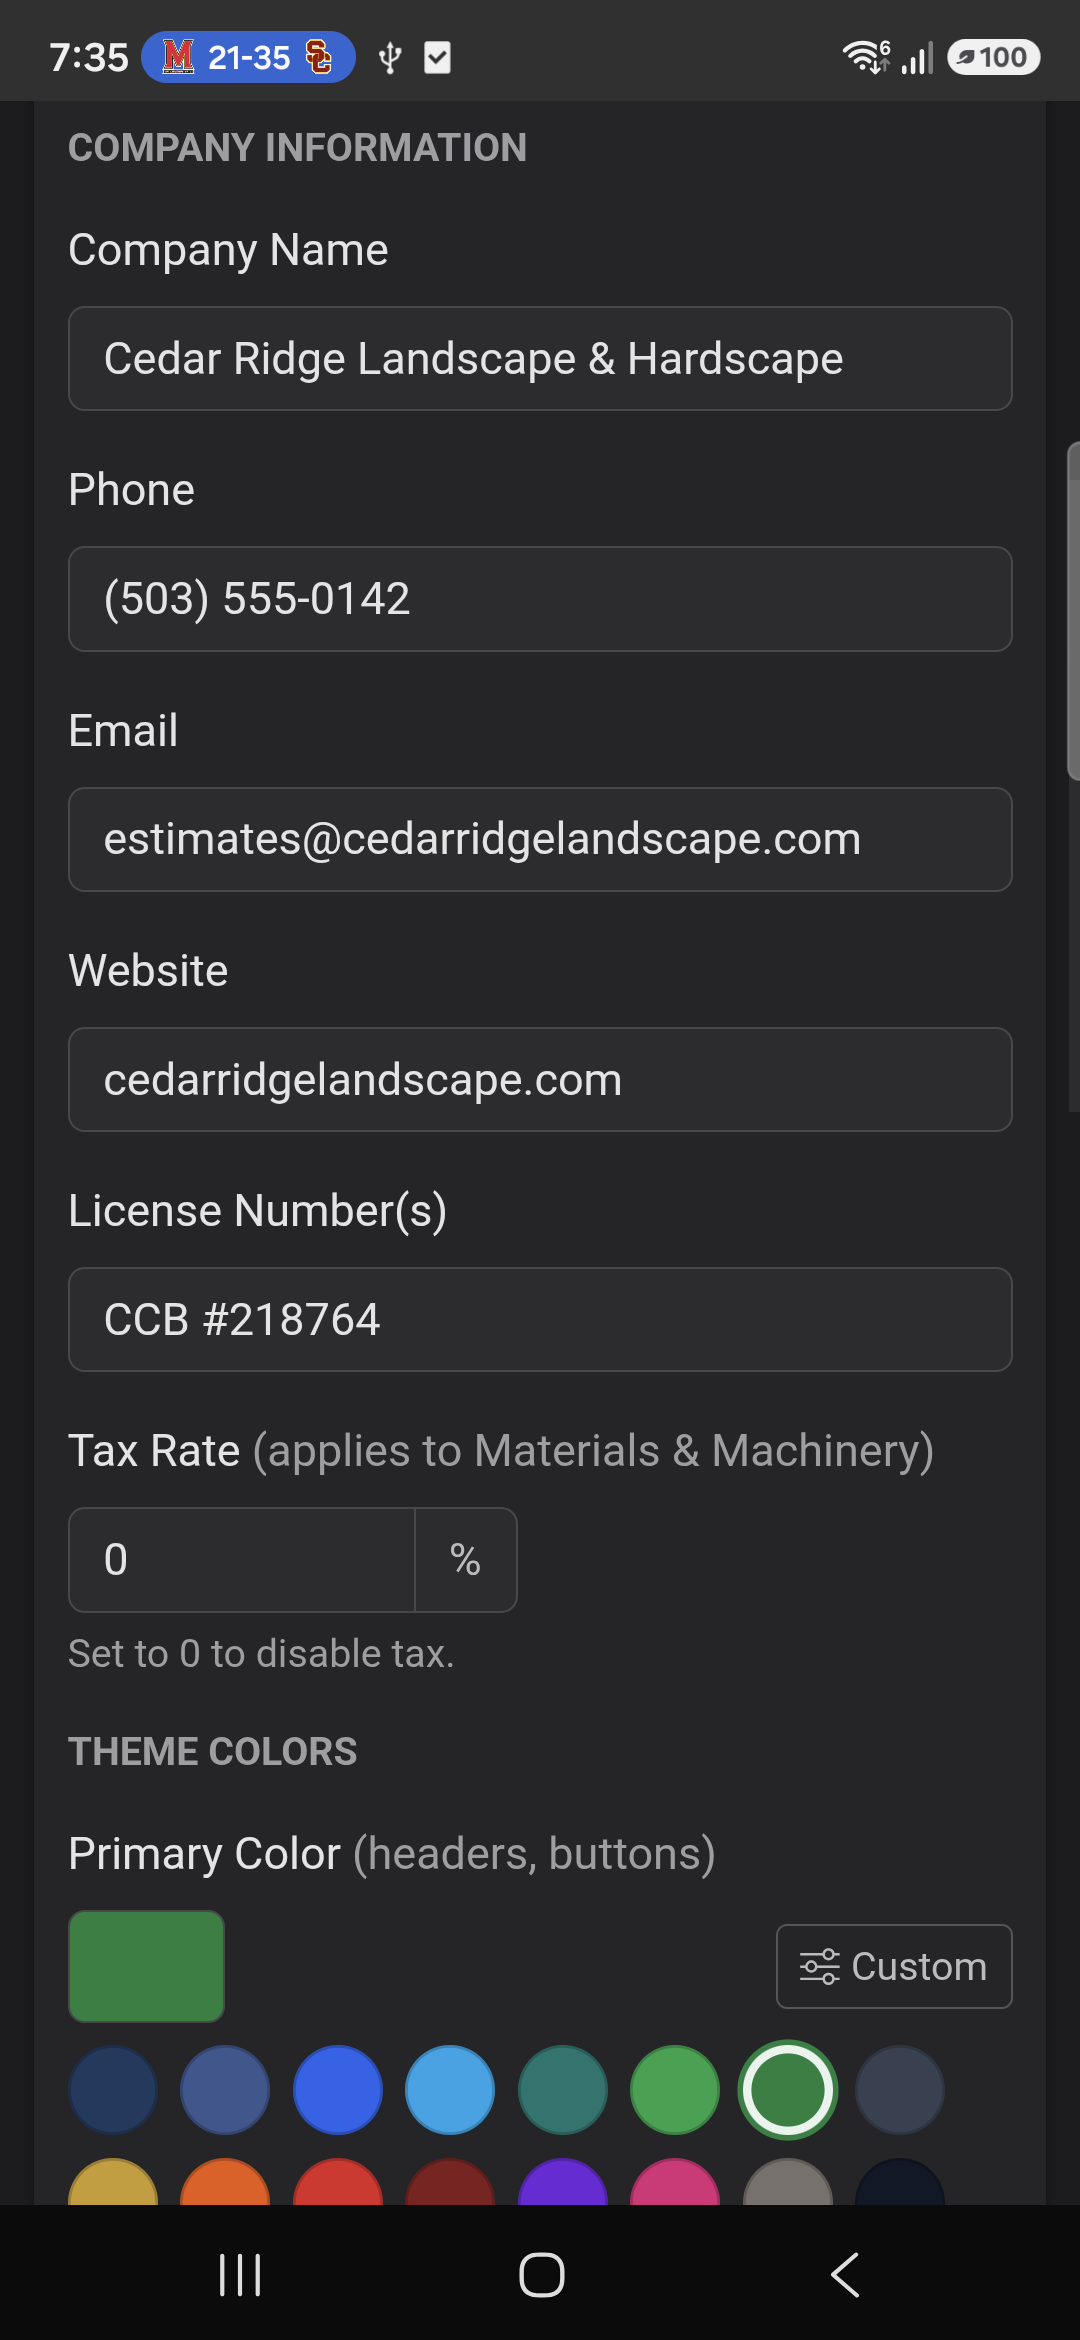 7:35 M 21-35 SC 6 100
COMPANY INFORMATION
Company Name
Cedar Ridge Landscape & Hardscape
Phone
(503) 555-0142
Email
estimates@cedarridgelandscape.com
Website
cedarridgelandscape.com
License Number(s)
CCB #218764
Tax Rate (applies to Materials & Machinery)
0 %
Set to 0 to disable tax.
THEME COLORS
Primary Color (headers, buttons)
Custom